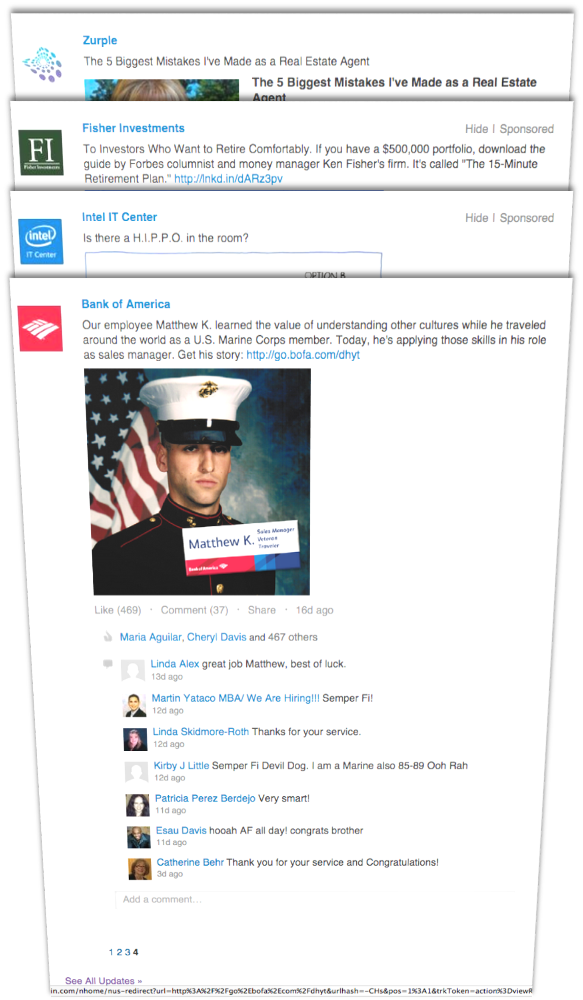 Zurple
The 5 Biggest Mistakes I've Made as a Real Estate Agent
The 5 Biggest Mistakes I've Made as a Real Estate
Agent
FI
Fisher Investments
Fisher Investments
Hide | Sponsored
To Investors Who Want to Retire Comfortably. If you have a $500,000 portfolio, download the
guide by Forbes columnist and money manager Ken Fisher's firm. It's called "The 15-Minute
Retirement Plan." http://lnkd.in/dARz3pv
intel
IT Center
Intel IT Center
Hide | Sponsored
Is there a H.I.P.P.O. in the room?
OPTION B
Bank of America
Our employee Matthew K. learned the value of understanding other cultures while he traveled
around the world as a U.S. Marine Corps member. Today, he's applying those skills in his role
as sales manager. Get his story: http://go.bofa.com/dhyt
Matthew K.
Sales Manager
Veteran
Traveler
Bank of America
Like (469) · Comment (37) · Share · 16d ago
Maria Aguilar, Cheryl Davis and 467 others
Linda Alex great job Matthew, best of luck.
13d ago
Martin Yataco MBA/ We Are Hiring!!! Semper Fi!
12d ago
Linda Skidmore-Roth Thanks for your service.
12d ago
Kirby J Little Semper Fi Devil Dog. I am a Marine also 85-89 Ooh Rah
12d ago
Patricia Perez Berdejo Very smart!
11d ago
Esau Davis hooah AF all day! congrats brother
11d ago
Catherine Behr Thank you for your service and Congratulations!
3d ago
Add a comment...
1 2 3 4
See All Updates »
in.com/nhome/nus-redirect?url=http%3A%2F%2Fgo%2Ebofa%2Ecom%2Fdhyt&urlhash=-CHs&pos=1%3A1&trkToken=action%3DviewR